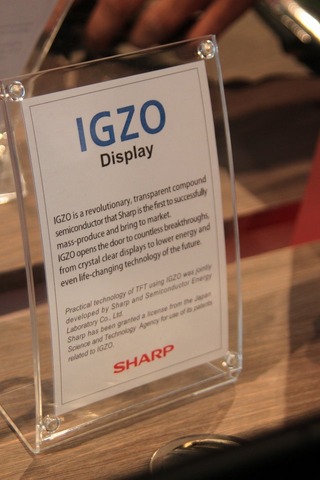 IGZO
Display
IGZO is a revolutionary, transparent compound
semiconductor that Sharp is the first to successfully
mass-produce and bring to market.
IGZO opens the door to countless breakthroughs,
from crystal clear displays to lower energy and
even life-changing technology of the future.
Practical technology of TFT using IGZO was jointly
developed by Sharp and Semiconductor Energy
Laboratory Co., Ltd.
Sharp has been granted a license from the Japan
Science and Technology Agency for use of its patents
related to IGZO.
SHARP